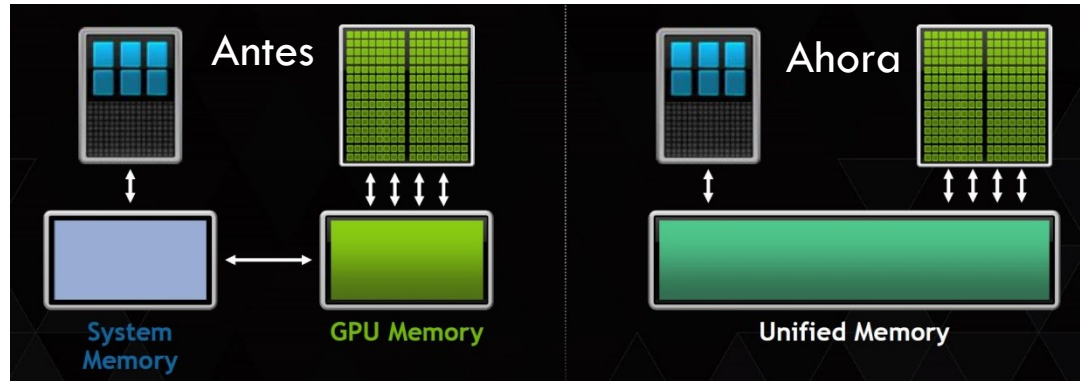 Antes
Ahora
System
Memory
GPU Memory
Unified Memory